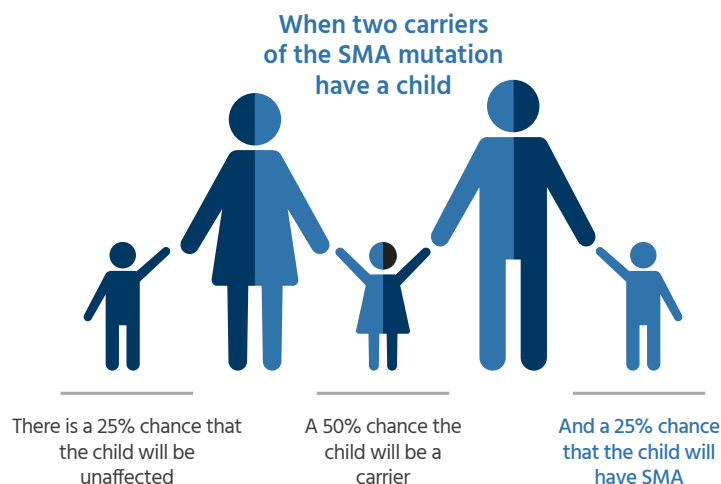 When two carriers
of the SMA mutation
have a child
There is a 25% chance that
the child will be
unaffected
A 50% chance the
child will be a
carrier
And a 25% chance
that the child will
have SMA